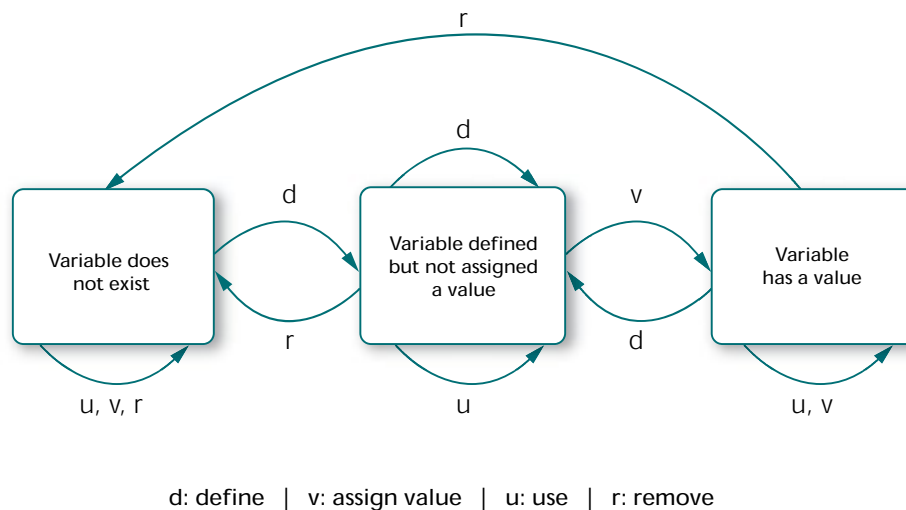 r
d
d
v
Variable does
not exist
Variable defined
but not assigned
a value
Variable
has a value
r
d
u, v, r
u
u, v
d: define | v: assign value | u: use | r: remove